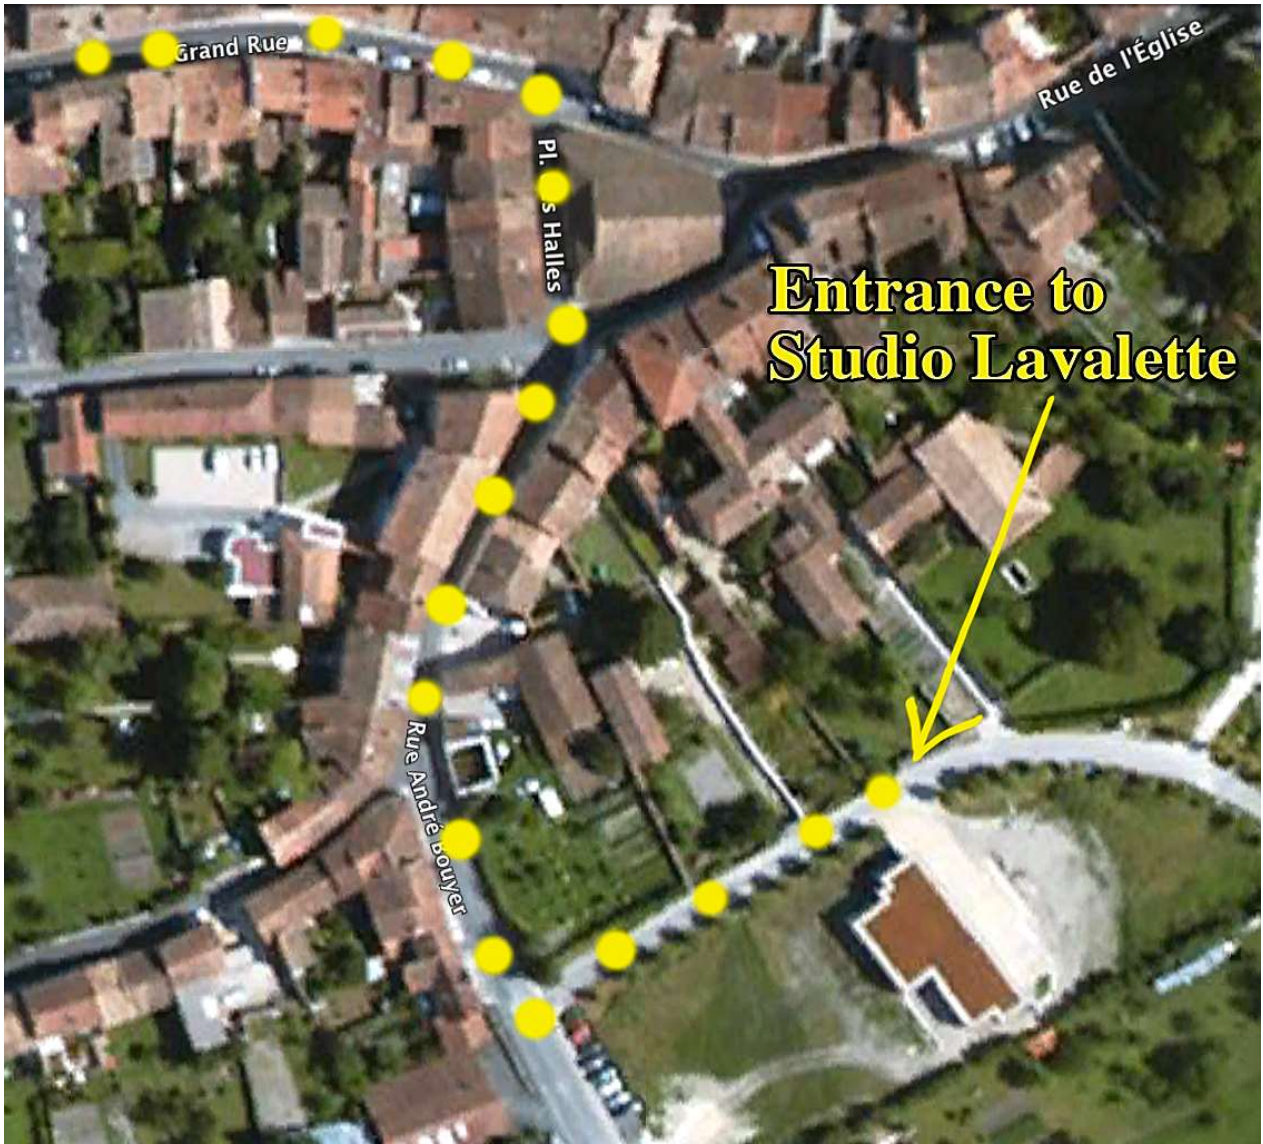 Grand Rue
Rue de l'Église
Pl. s Halles
Entrance to
Studio Lavalette
Rue André Bouyer